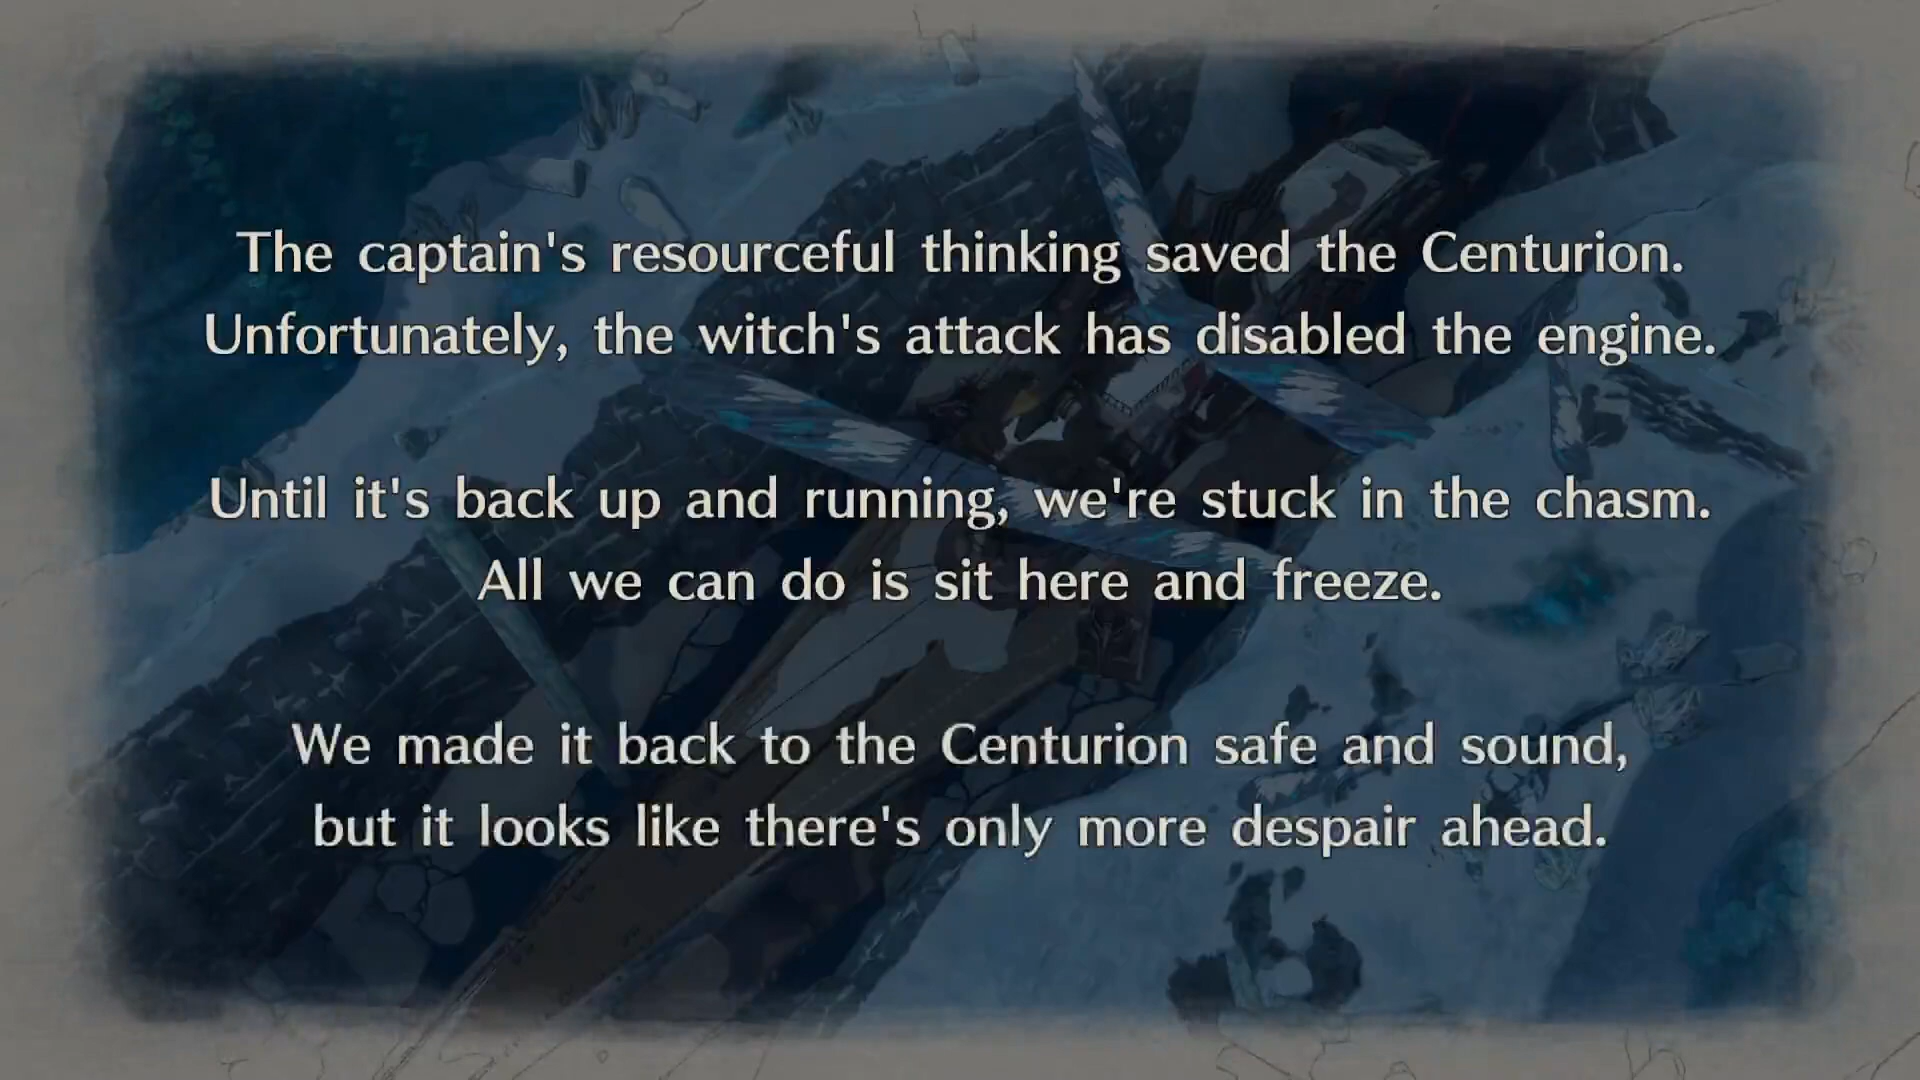 The captain's resourceful thinking saved the Centurion.
Unfortunately, the witch's attack has disabled the engine.
Until it's back up and running, we're stuck in the chasm.
All we can do is sit here and freeze.
We made it back to the Centurion safe and sound,
but it looks like there's only more despair ahead.